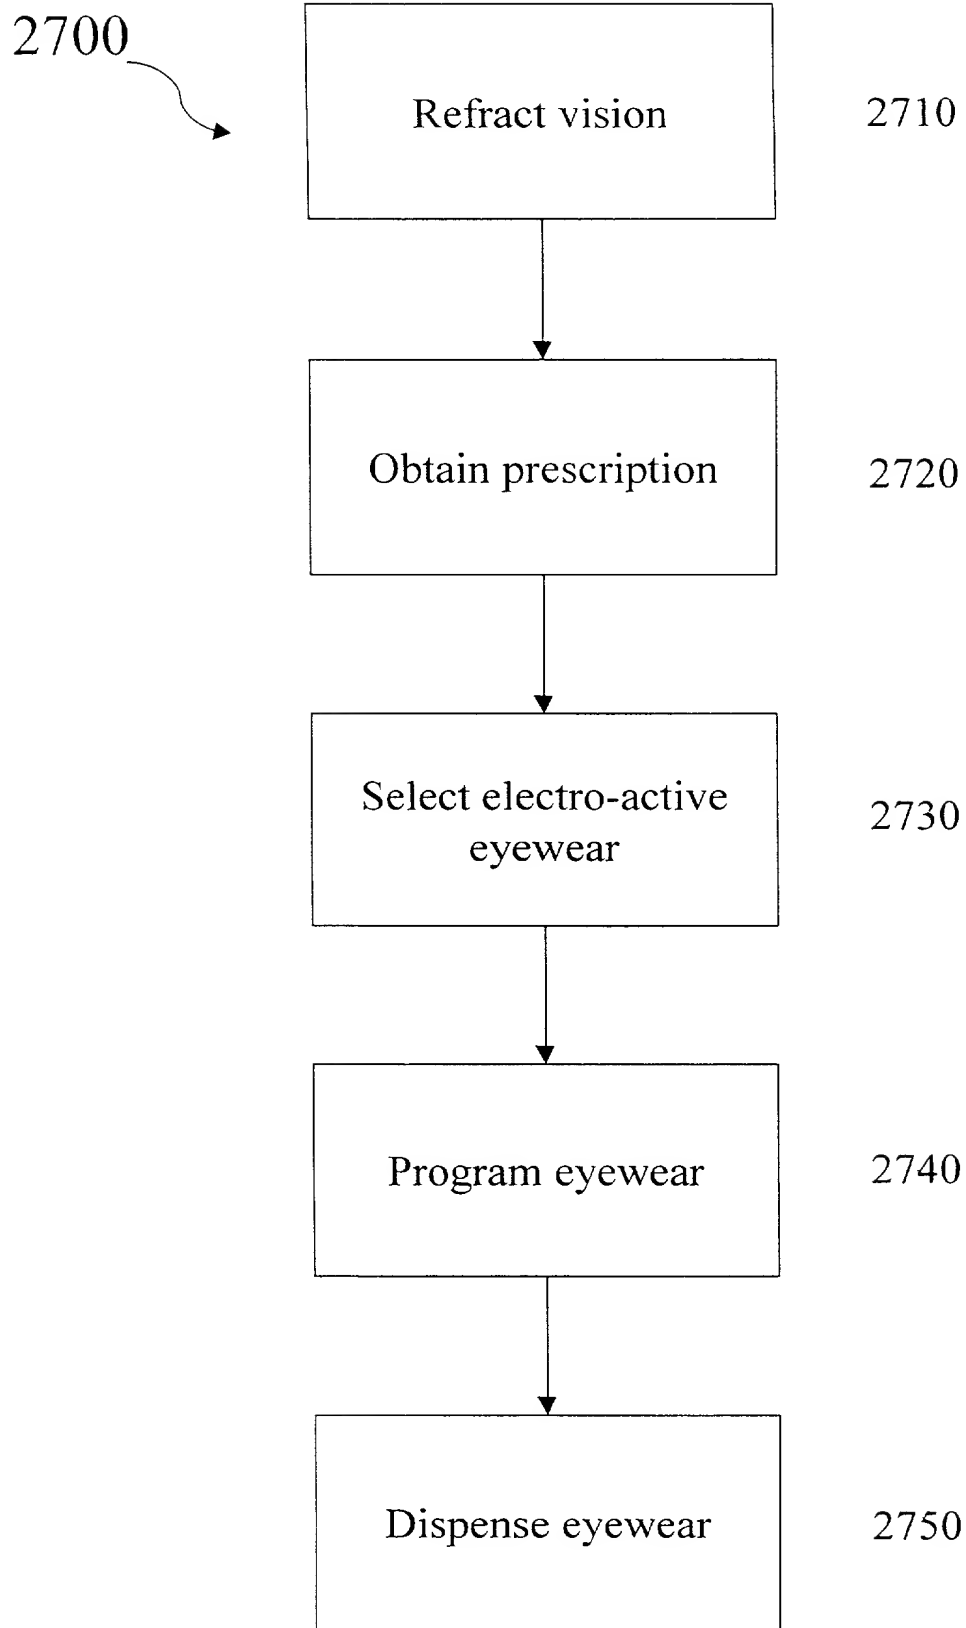 2700
Refract vision
2710
Obtain prescription
2720
Select electro-active
eyewear
2730
Program eyewear
2740
Dispense eyewear
2750